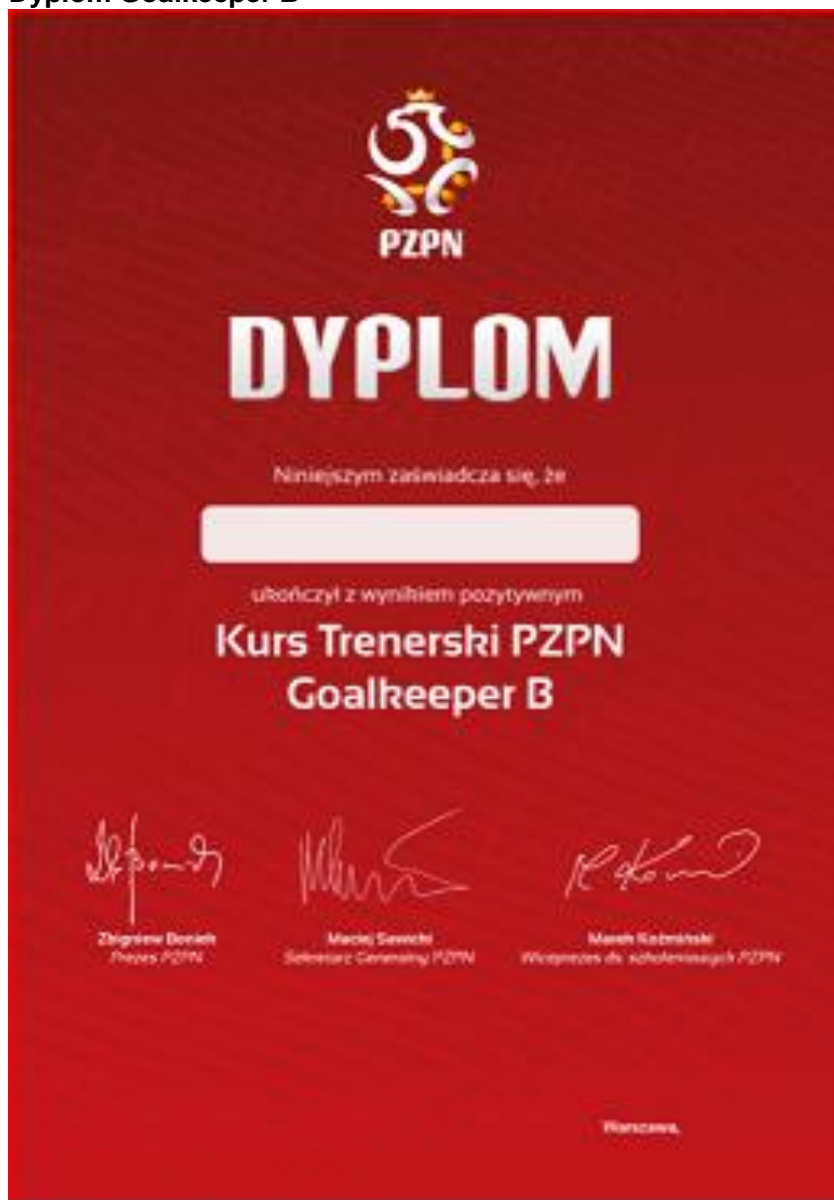 Dyplom Goalkeeper B
PZPN
DYPLOM
Niniejszym zaświadcza się, że
ukończył z wynikiem pozytywnym
Kurs Trenerski PZPN
Goalkeeper B
Zbigniew Boniek
Prezes PZPN
Maciej Sawicki
Sekretarz Generalny PZPN
Marek Koźmiński
Wiceprezes ds. szkoleniowych PZPN
Warszawa,